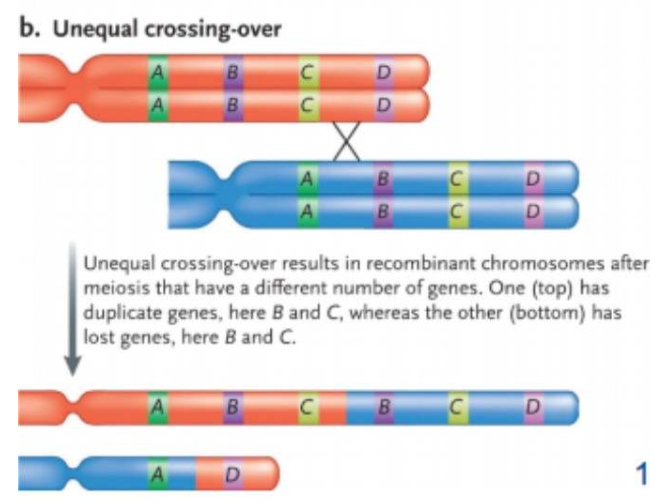 b. Unequal crossing-over
A B C D
A B C D
A B C D
A B C D
Unequal crossing-over results in recombinant chromosomes after
meiosis that have a different number of genes. One (top) has
duplicate genes, here B and C, whereas the other (bottom) has
lost genes, here B and C.
A B C B C D
A D
1